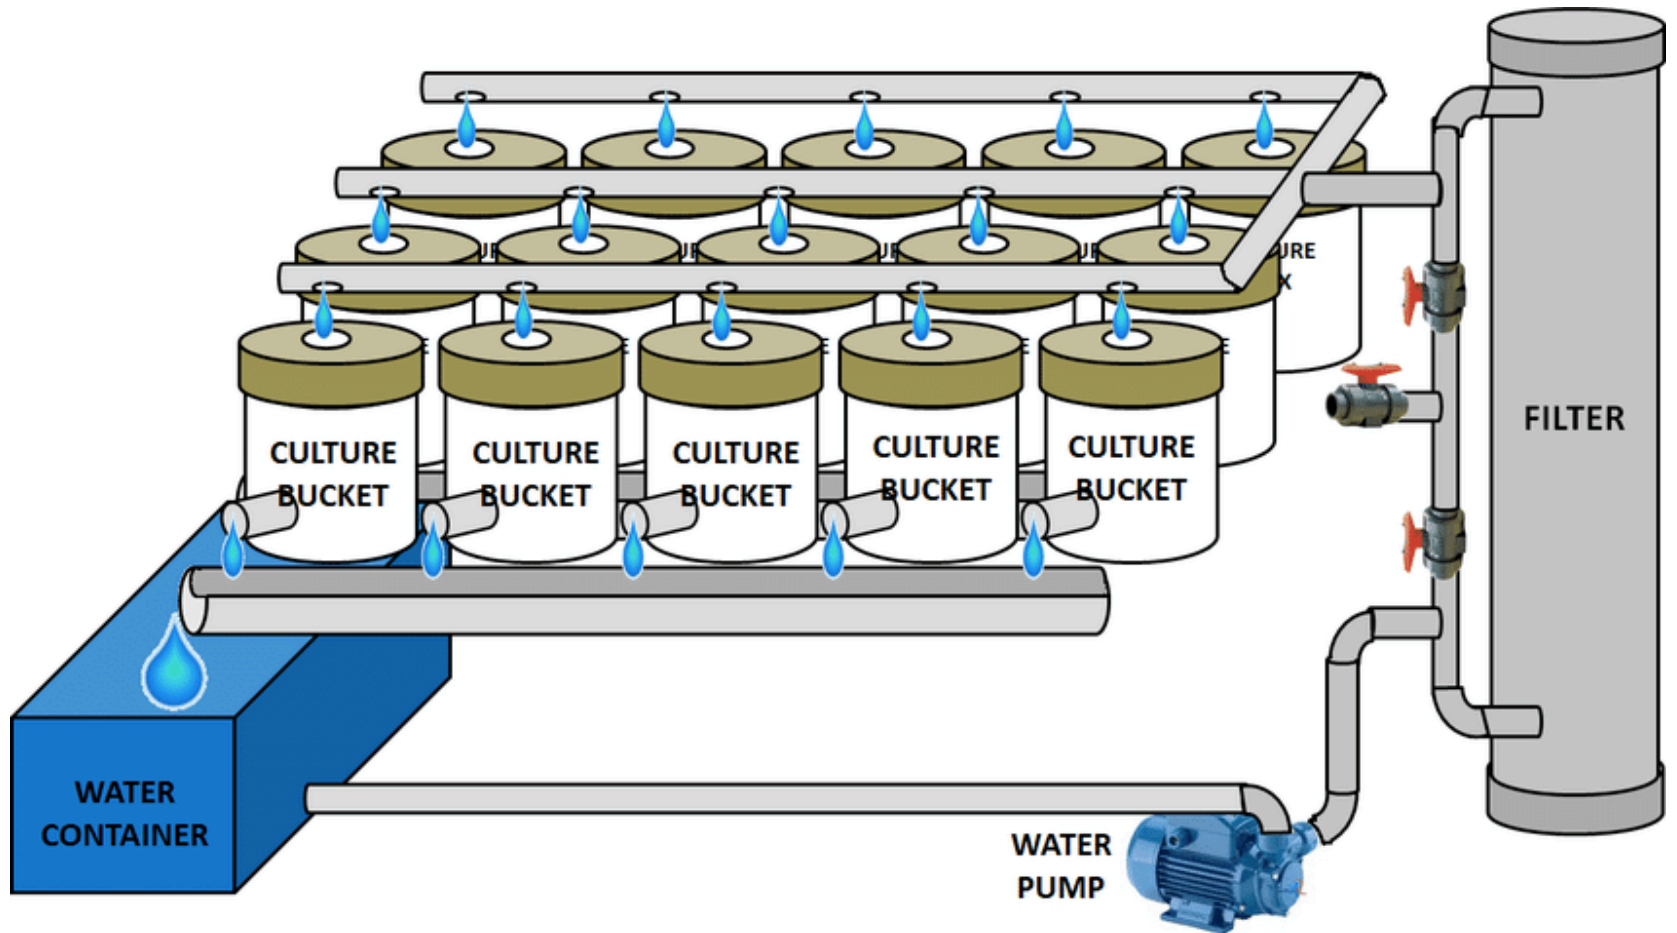 CULTURE
BUCKET
CULTURE
BUCKET
CULTURE
BUCKET
CULTURE
BUCKET
CULTURE
BUCKET
FILTER
WATER
CONTAINER
WATER
PUMP